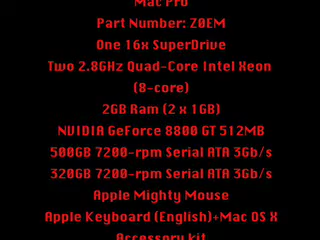 Mac Pro
Part Number: Z0EM
One 16x SuperDrive
Two 2.8GHz Quad-Core Intel Xeon
(8-core)
2GB Ram (2 x 1GB)
NVIDIA GeForce 8800 GT 512MB
500GB 7200-rpm Serial ATA 3Gb/s
320GB 7200-rpm Serial ATA 3Gb/s
Apple Mighty Mouse
Apple Keyboard (English)+Mac OS X
Accessory kit